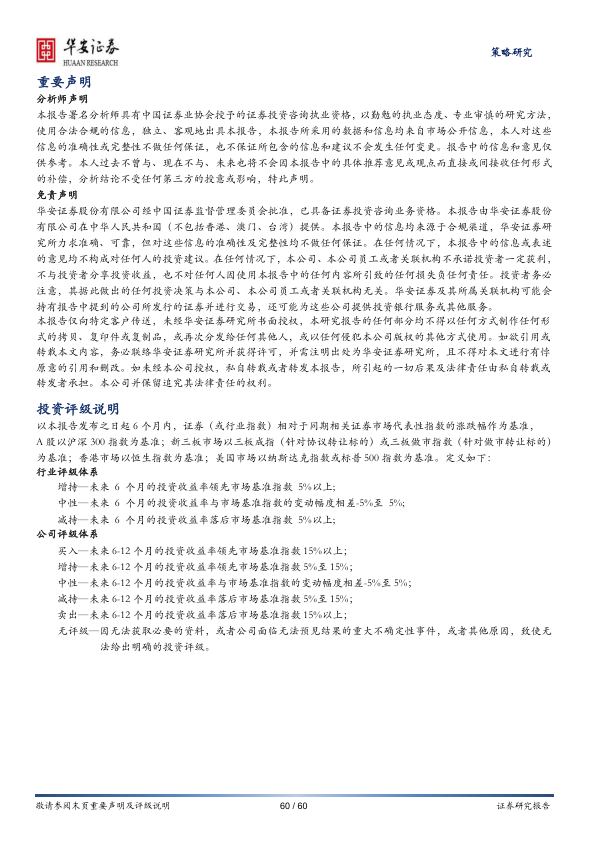 华安证券
HUAAN RESEARCH
策略研究
重要声明
分析师声明
本报告署名分析师具有中国证券业协会授予的证券投资咨询执业资格，以勤勉的执业态度、专业审慎的研究方法，
使用合法合规的信息，独立、客观地出具本报告，本报告所采用的数据和信息均来自市场公开信息，本人对这些
信息的准确性或完整性不做任何保证，也不保证所包含的信息和建议不会发生任何变更。报告中的信息和意见仅
供参考。本人过去不曾与、现在不与、未来也将不会因本报告中的具体推荐意见或观点而直接或间接收任何形式
的补偿，分析结论不受任何第三方的授意或影响，特此声明。
免责声明
华安证券股份有限公司经中国证券监督管理委员会批准，已具备证券投资咨询业务资格。本报告由华安证券股份
有限公司在中华人民共和国（不包括香港、澳门、台湾）提供。本报告中的信息均来源于合规渠道，华安证券研
究所力求准确、可靠，但对这些信息的准确性及完整性均不做任何保证。在任何情况下，本报告中的信息或表述
的意见均不构成对任何人的投资建议。在任何情况下，本公司、本公司员工或者关联机构不承诺投资者一定获利，
不与投资者分享投资收益，也不对任何人因使用本报告中的任何内容所引致的任何损失负任何责任。投资者务必
注意，其据此做出的任何投资决策与本公司、本公司员工或者关联机构无关。华安证券及其所属关联机构可能会
持有报告中提到的公司所发行的证券并进行交易，还可能为这些公司提供投资银行服务或其他服务。
本报告仅向特定客户传送，未经华安证券研究所书面授权，本研究报告的任何部分均不得以任何方式制作任何形
式的拷贝、复印件或复制品，或再次分发给任何其他人，或以任何侵犯本公司版权的其他方式使用。如欲引用或
转载本文内容，务必联络华安证券研究所并获得许可，并需注明出处为华安证券研究所，且不得对本文进行有悖
原意的引用和删改。如未经本公司授权，私自转载或者转发本报告，所引起的一切后果及法律责任由私自转载或
转发者承担。本公司并保留追究其法律责任的权利。
投资评级说明
以本报告发布之日起 6 个月内，证券（或行业指数）相对于同期相关证券市场代表性指数的涨跌幅作为基准，
A 股以沪深 300 指数为基准；新三板市场以三板成指（针对协议转让标的）或三板做市指数（针对做市转让标的）
为基准；香港市场以恒生指数为基准；美国市场以纳斯达克指数或标普 500 指数为基准。定义如下：
行业评级体系
增持—未来 6 个月的投资收益率领先市场基准指数 5%以上;
中性—未来 6 个月的投资收益率与市场基准指数的变动幅度相差-5%至 5%;
减持—未来 6 个月的投资收益率落后市场基准指数 5%以上;
公司评级体系
买入—未来 6-12 个月的投资收益率领先市场基准指数 15%以上；
增持—未来 6-12 个月的投资收益率领先市场基准指数 5%至 15%；
中性—未来 6-12 个月的投资收益率与市场基准指数的变动幅度相差-5%至 5%；
减持—未来 6-12 个月的投资收益率落后市场基准指数 5%至 15%；
卖出—未来 6-12 个月的投资收益率落后市场基准指数 15%以上；
无评级—因无法获取必要的资料，或者公司面临无法预见结果的重大不确定性事件，或者其他原因，致使无
法给出明确的投资评级。
敬请参阅末页重要声明及评级说明
60 / 60
证券研究报告